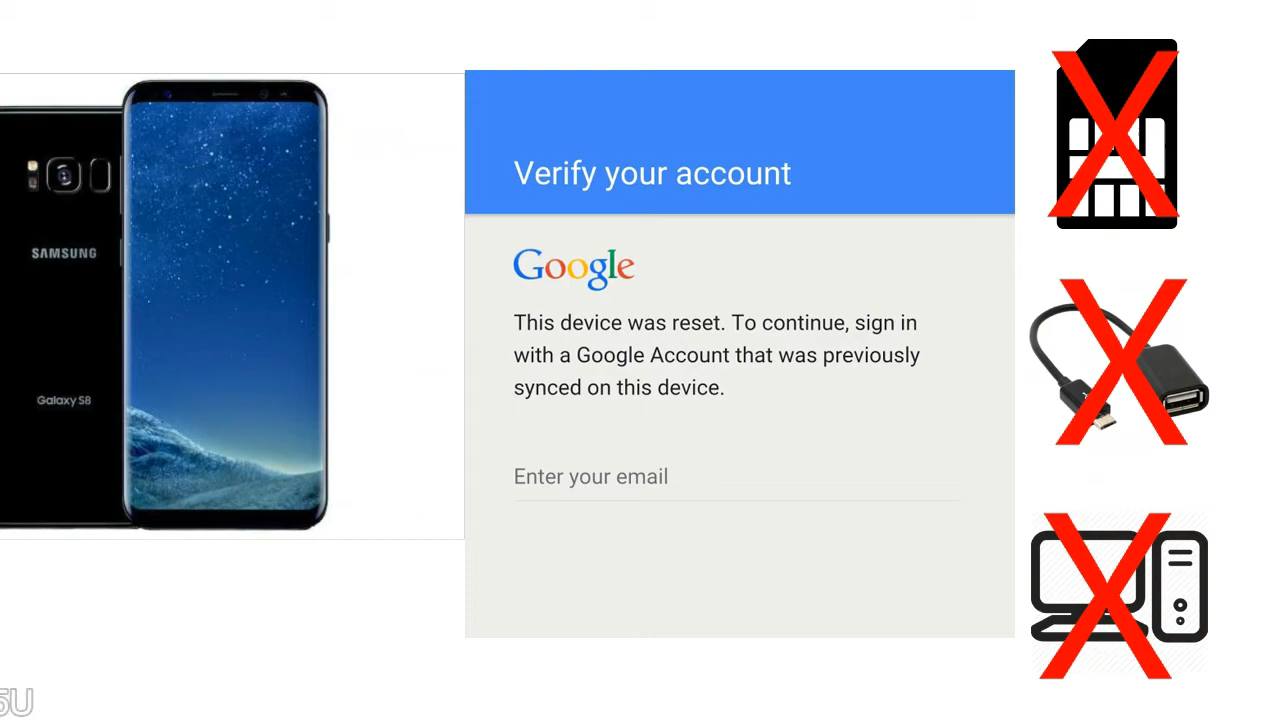 SAMSUNG
Galaxy S8
Verify your account
Google
This device was reset. To continue, sign in
with a Google Account that was previously
synced on this device.
Enter your email
5U